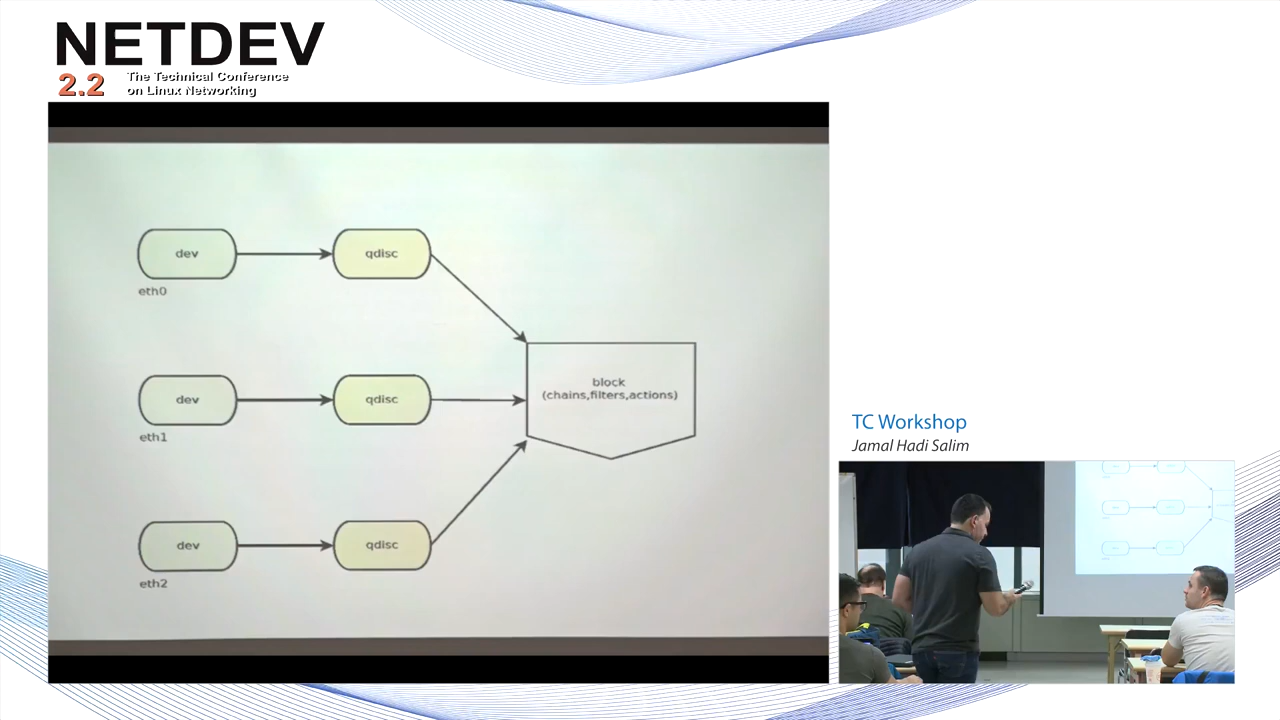 NETDEV
2.2
The Technical Conference
on Linux Networking
dev
qdisc
eth0
block
(chains,filters,actions)
dev
qdisc
eth1
dev
qdisc
eth2
TC Workshop
Jamal Hadi Salim